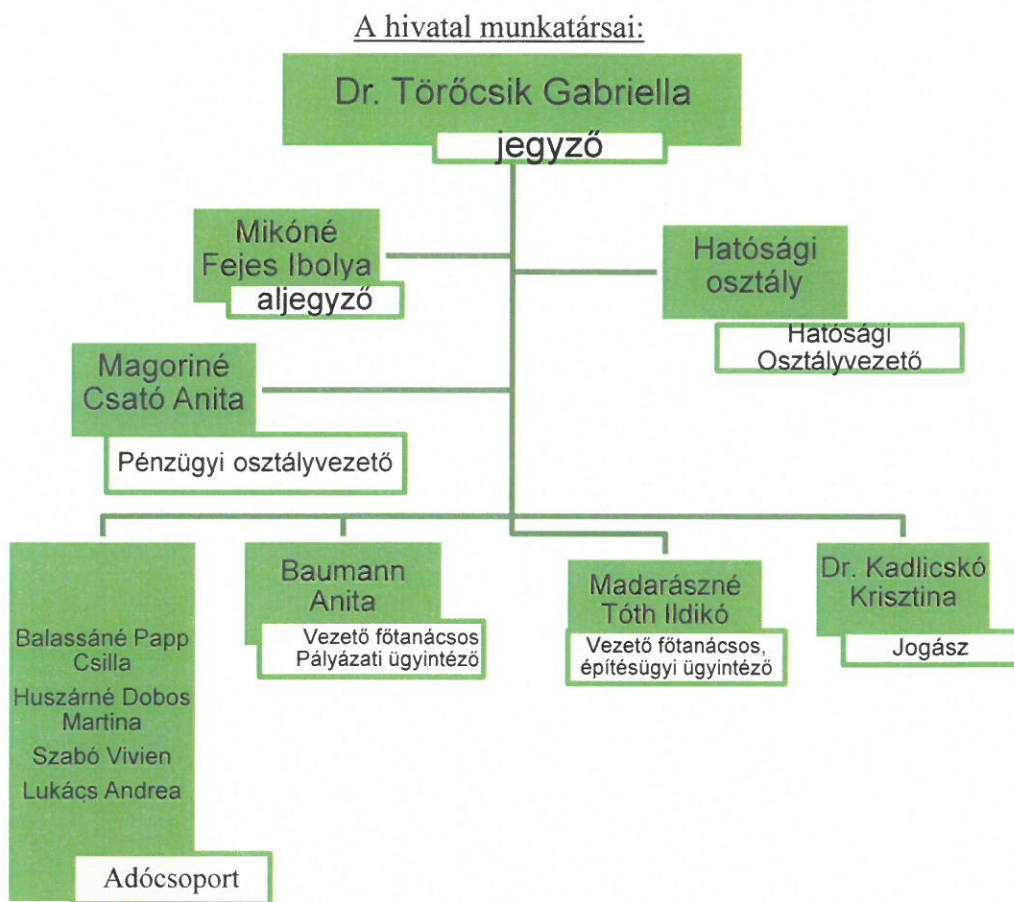 A hivatal munkatársai:
Dr. Törőcsik Gabriella
jegyző
Mikóné
Fejes Ibolya
aljegyző
Hatósági
osztály
Hatósági
Osztályvezető
Magoriné
Csató Anita
Pénzügyi osztályvezető
Balassáné Papp
Csilla
Huszárné Dobos
Martina
Szabó Vivien
Lukács Andrea
Adócsoport
Baumann
Anita
Vezető főtanácsos
Pályázati ügyintéző
Madarászné
Tóth Ildikó
Vezető főtanácsos,
építésügyi ügyintéző
Dr. Kadlicskó
Krisztina
Jogász